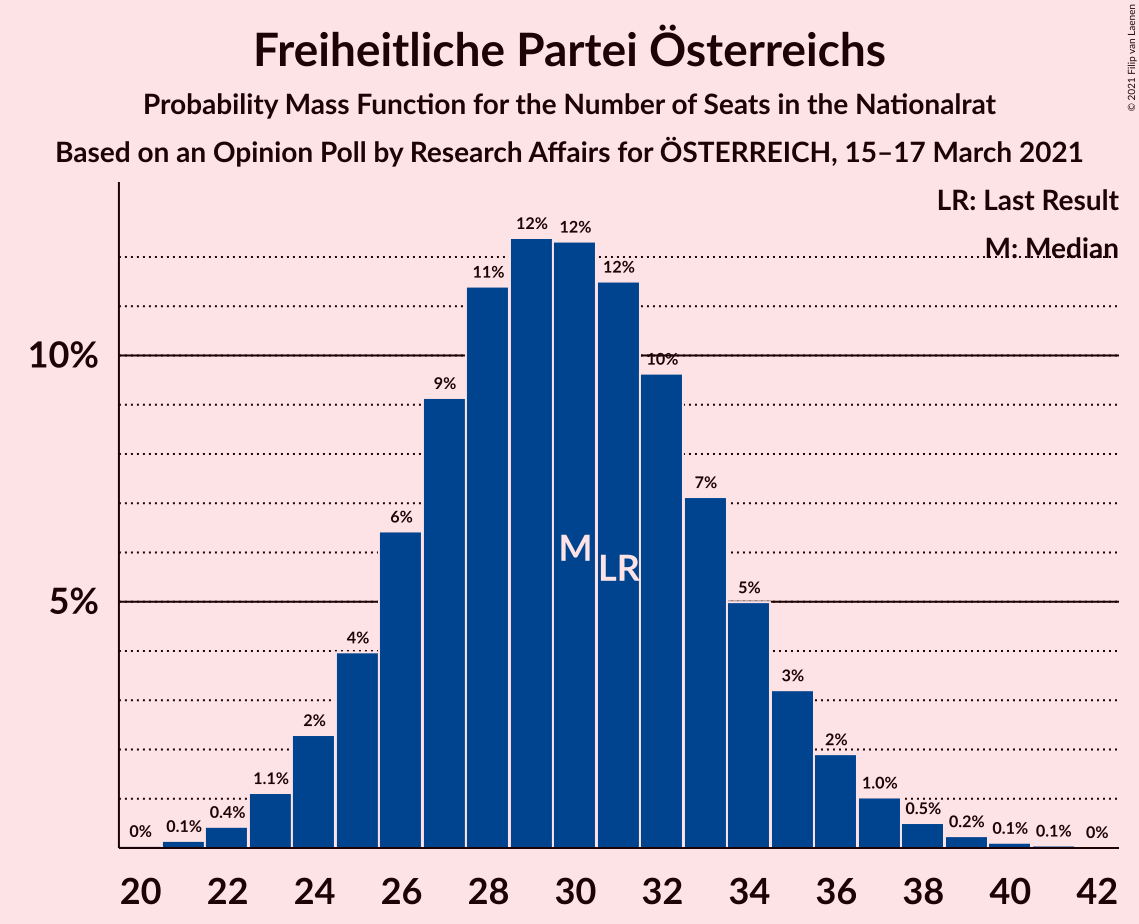 Freiheitliche Partei Österreichs
Probability Mass Function for the Number of Seats in the Nationalrat
Based on an Opinion Poll by Research Affairs for ÖSTERREICH, 15–17 March 2021
© 2021 Filip van Laenen
LR: Last Result
M: Median
10%
5%
0%
0.1%
0.4%
1.1%
2%
4%
6%
9%
11%
12%
12%
12%
10%
7%
5%
3%
2%
1.0%
0.5%
0.2%
0.1%
0.1%
0%
M
LR
20 22 24 26 28 30 32 34 36 38 40 42